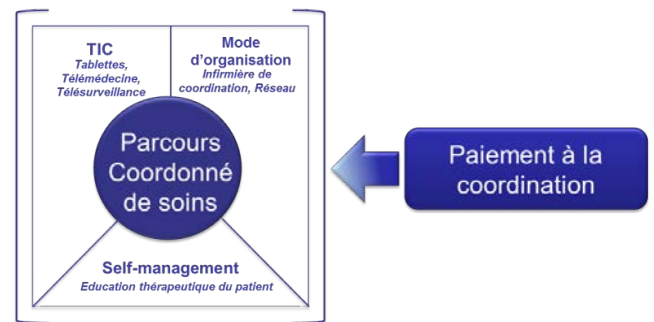 TIC
Tablettes,
Télémédecine,
Télésurveillance
Mode
d'organisation
Infirmière de
coordination, Réseau
Parcours
Coordonné
de soins
Self-management
Education thérapeutique du patient
Paiement à la
coordination